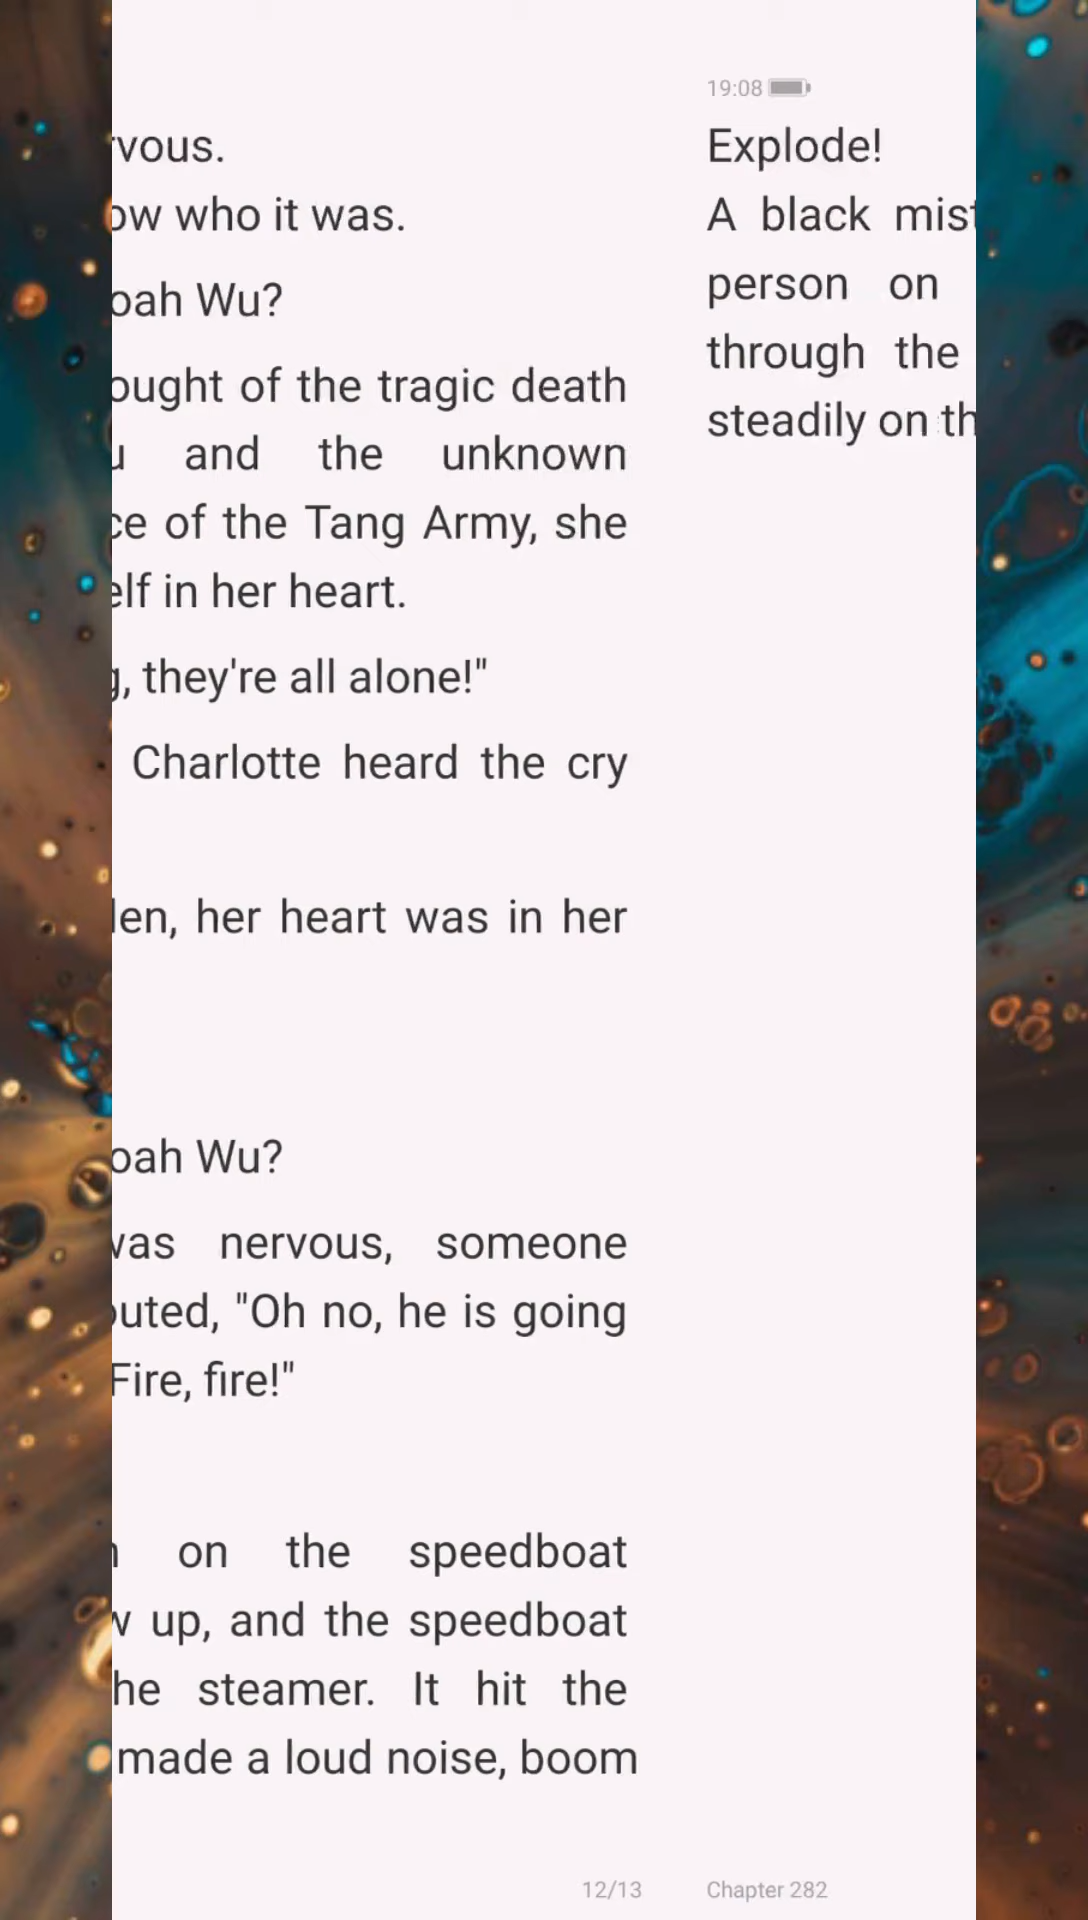 vous.
ow who it was.
oah Wu?
ought of the tragic death
u and the unknown
ce of the Tang Army, she
elf in her heart.
g, they're all alone!"
Charlotte heard the cry
den, her heart was in her
oah Wu?
was nervous, someone
outed, "Oh no, he is going
Fire, fire!"
on the speedboat
w up, and the speedboat
he steamer. It hit the
made a loud noise, boom
12/13
19:08
Explode!
A black mist
person on
through the
steadily on th
Chapter 282